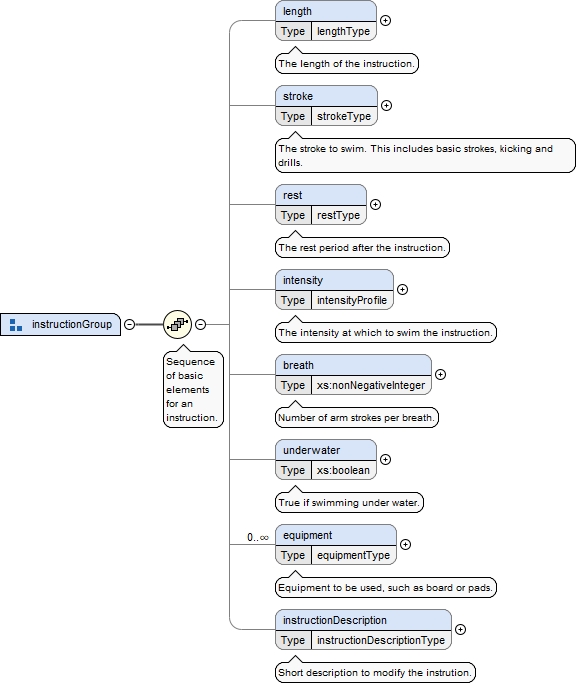 length
Type lengthType
The length of the instruction.
stroke
Type strokeType
The stroke to swim. This includes basic strokes, kicking and
drills.
rest
Type restType
The rest period after the instruction.
intensity
Type intensityProfile
The intensity at which to swim the instruction.
instructionGroup
Sequence
of basic
elements
for an
instruction.
breath
Type xs:nonNegativeInteger
Number of arm strokes per breath.
underwater
Type xs:boolean
True if swimming under water.
0..∞
equipment
Type equipmentType
Equipment to be used, such as board or pads.
instructionDescription
Type instructionDescriptionType
Short description to modify the instrution.